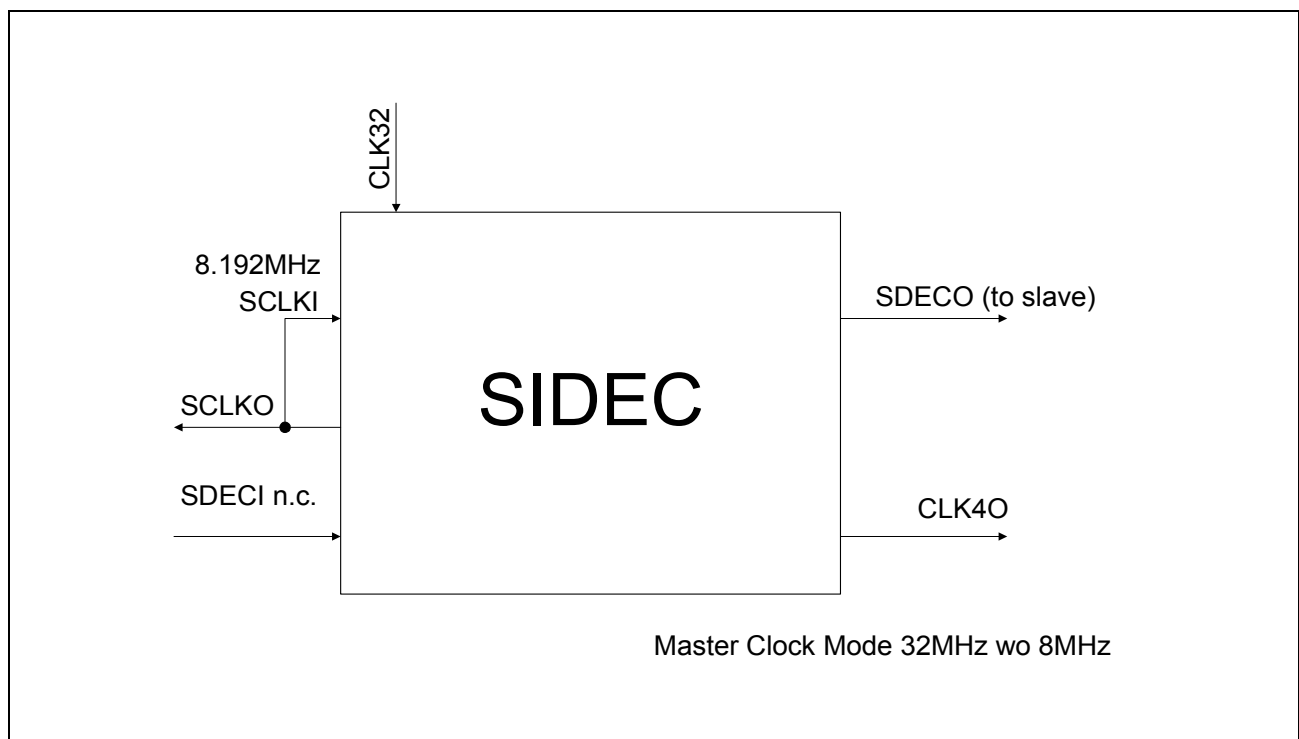 CLK32
8.192MHz
SCLKI
SDECO (to slave)
SIDEC
SCLKO
SDECI n.c.
CLK4O
Master Clock Mode 32MHz wo 8MHz